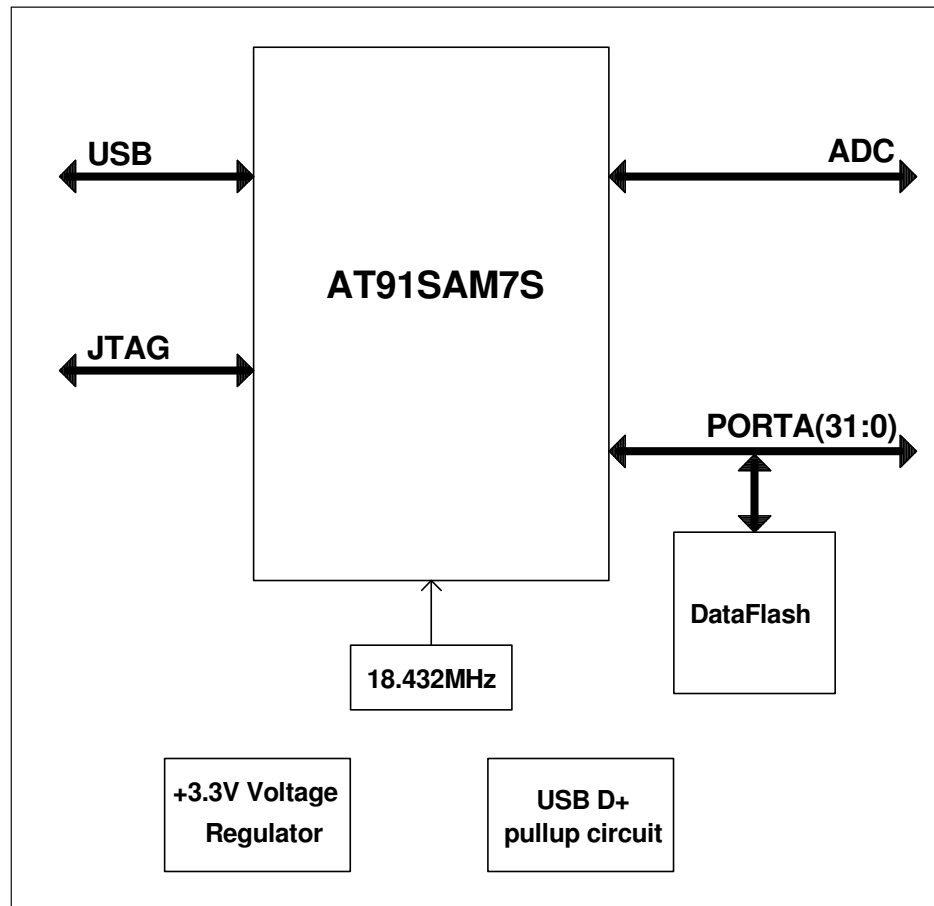 USB
ADC
AT91SAM7S
JTAG
PORTA(31:0)
DataFlash
18.432MHz
+3.3V Voltage
Regulator
USB D+
pullup circuit